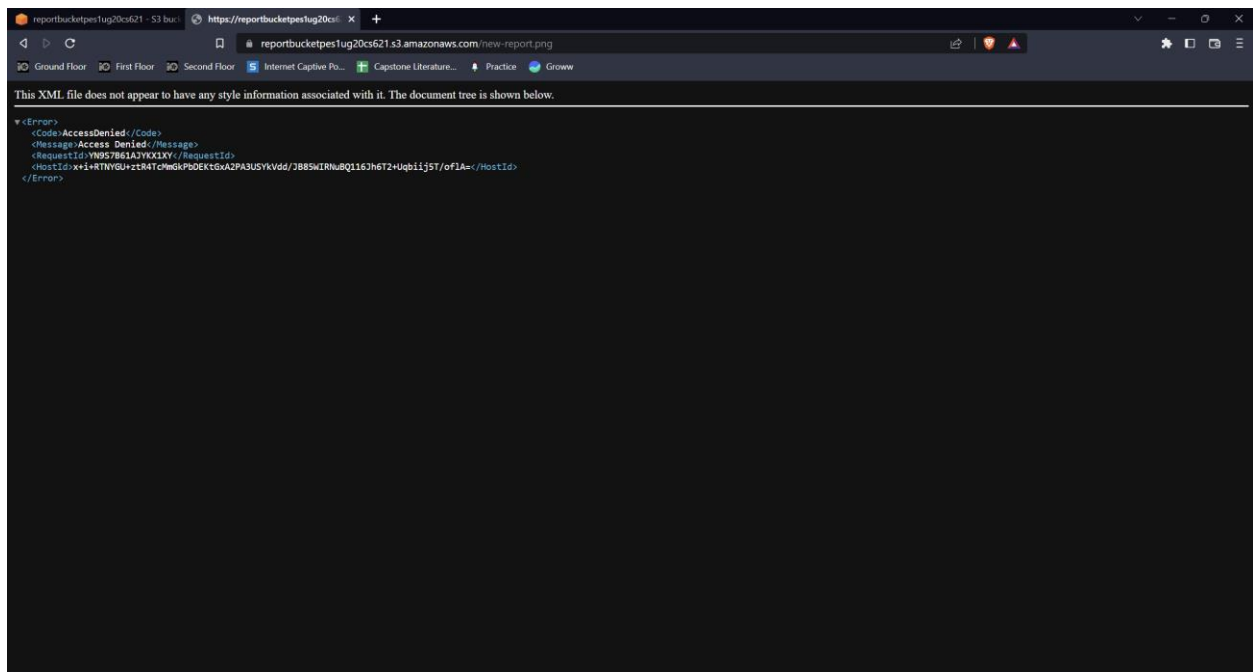 reportbucketpes1ug20cs621 - S3 buc
https://reportbucketpes1ug20cs6
reportbucketpes1ug20cs621.s3.amazonaws.com/new-report.png
Ground Floor First Floor Second Floor Internet Captive Po... Capstone Literature... Practice Groww
This XML file does not appear to have any style information associated with it. The document tree is shown below.
<Error>
<Code>AccessDenied</Code>
<Message>Access Denied</Message>
<RequestId>YN9S7B61AJYKX1XY</RequestId>
<HostId>x+i+RTNYGU+ztR4TcMmGkPbDEKtGxA2PA3USYkVdd/JB85WIRNuBQ116Jh6T2+Uqbiij5T/oflA=</HostId>
</Error>